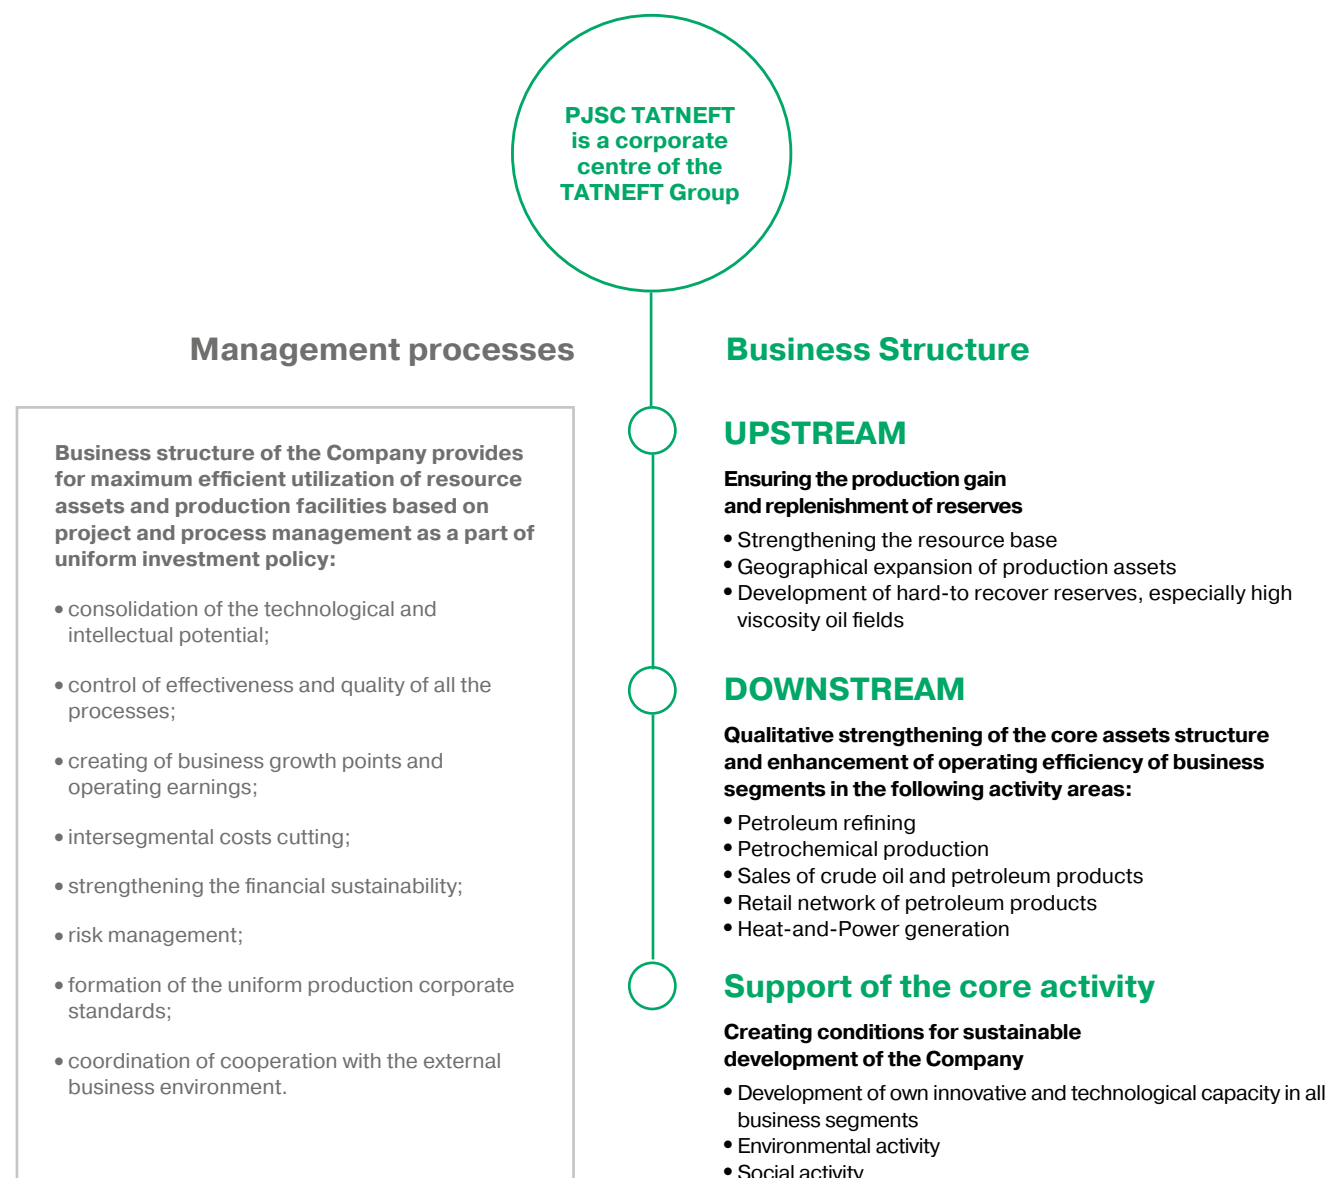 PJSC TATNEFT
is a corporate
centre of the
TATNEFT Group
Management processes
Business structure of the Company provides
for maximum efficient utilization of resource
assets and production facilities based on
project and process management as a part of
uniform investment policy:
• consolidation of the technological and
intellectual potential;
• control of effectiveness and quality of all the
processes;
• creating of business growth points and
operating earnings;
• intersegmental costs cutting;
• strengthening the financial sustainability;
• risk management;
• formation of the uniform production corporate
standards;
• coordination of cooperation with the external
business environment.
Business Structure
UPSTREAM
Ensuring the production gain
and replenishment of reserves
• Strengthening the resource base
• Geographical expansion of production assets
• Development of hard-to recover reserves, especially high
viscosity oil fields
DOWNSTREAM
Qualitative strengthening of the core assets structure
and enhancement of operating efficiency of business
segments in the following activity areas:
• Petroleum refining
• Petrochemical production
• Sales of crude oil and petroleum products
• Retail network of petroleum products
• Heat-and-Power generation
Support of the core activity
Creating conditions for sustainable
development of the Company
• Development of own innovative and technological capacity in all
business segments
• Environmental activity
• Social activity